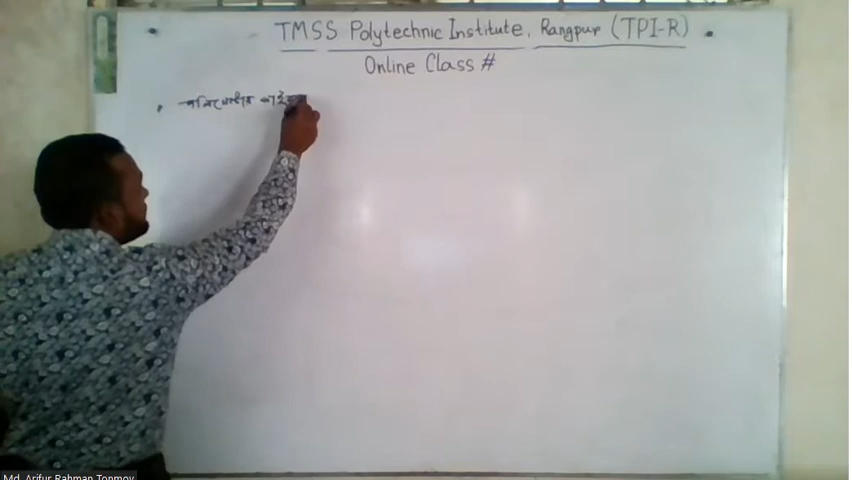 TMSS Polytechnic Institute, Rangpur (TPI-R)
Online Class #
Md. Arifur Rahman Tonmoy